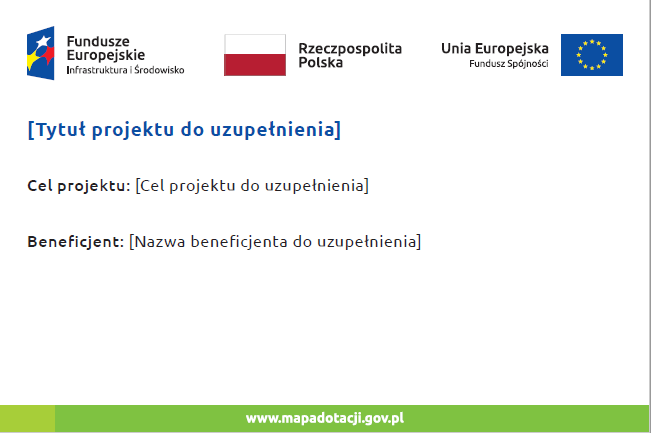 Fundusze
Europejskie
Infrastruktura i Środowisko
Rzeczpospolita
Polska
Unia Europejska
Fundusz Spójności
[Tytuł projektu do uzupełnienia]
Cel projektu: [Cel projektu do uzupełnienia]
Beneficjent: [Nazwa beneficjenta do uzupełnienia]
www.mapadotacji.gov.pl